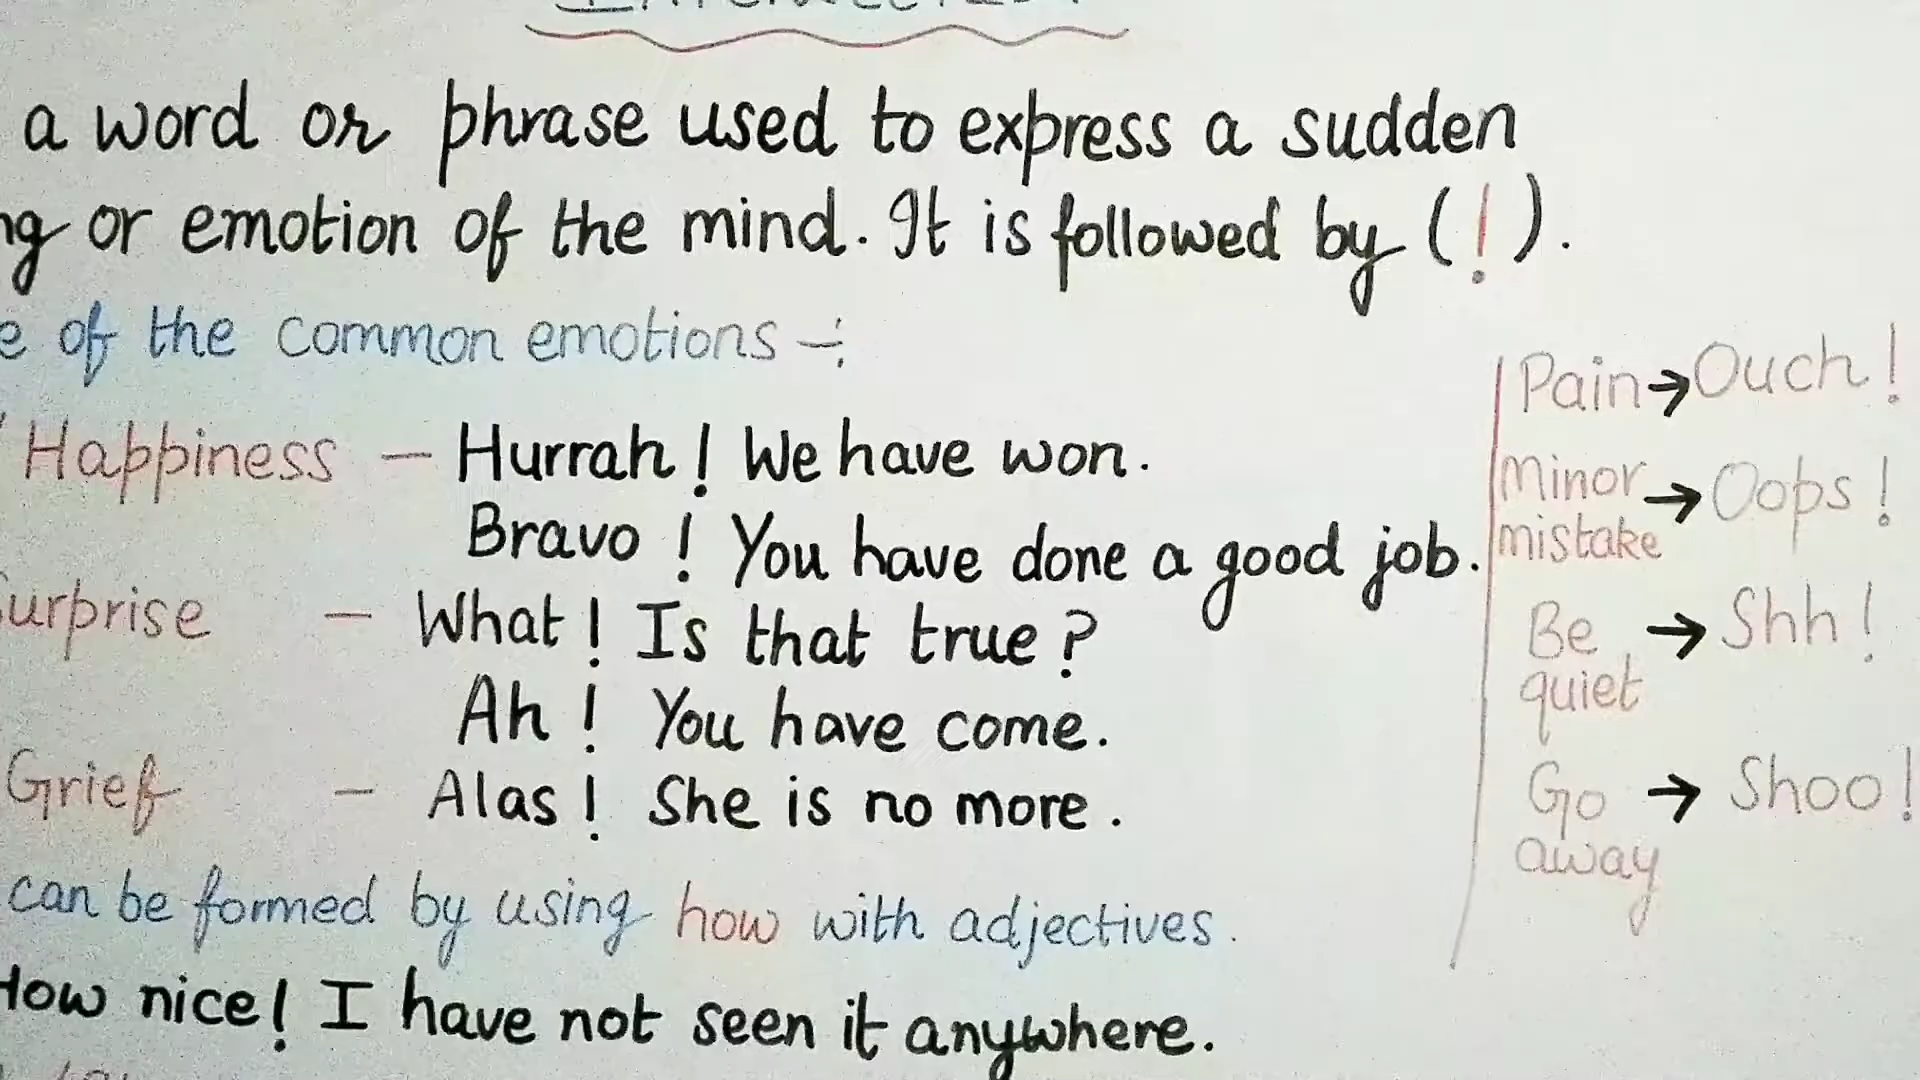 a word or phrase used to express a sudden
or emotion of the mind. It is followed by (!).
of the common emotions -:
Happiness - Hurrah! We have won.
Bravo! You have done a good job.
urprise - What! Is that true?
Ah! You have come.
Grief - Alas! She is no more.
can be formed by using how with adjectives.
How nice! I have not seen it anywhere.
Pain → Ouch!
Minor
mistake → Oops!
Be
quiet → Shh!
Go
away → Shoo!